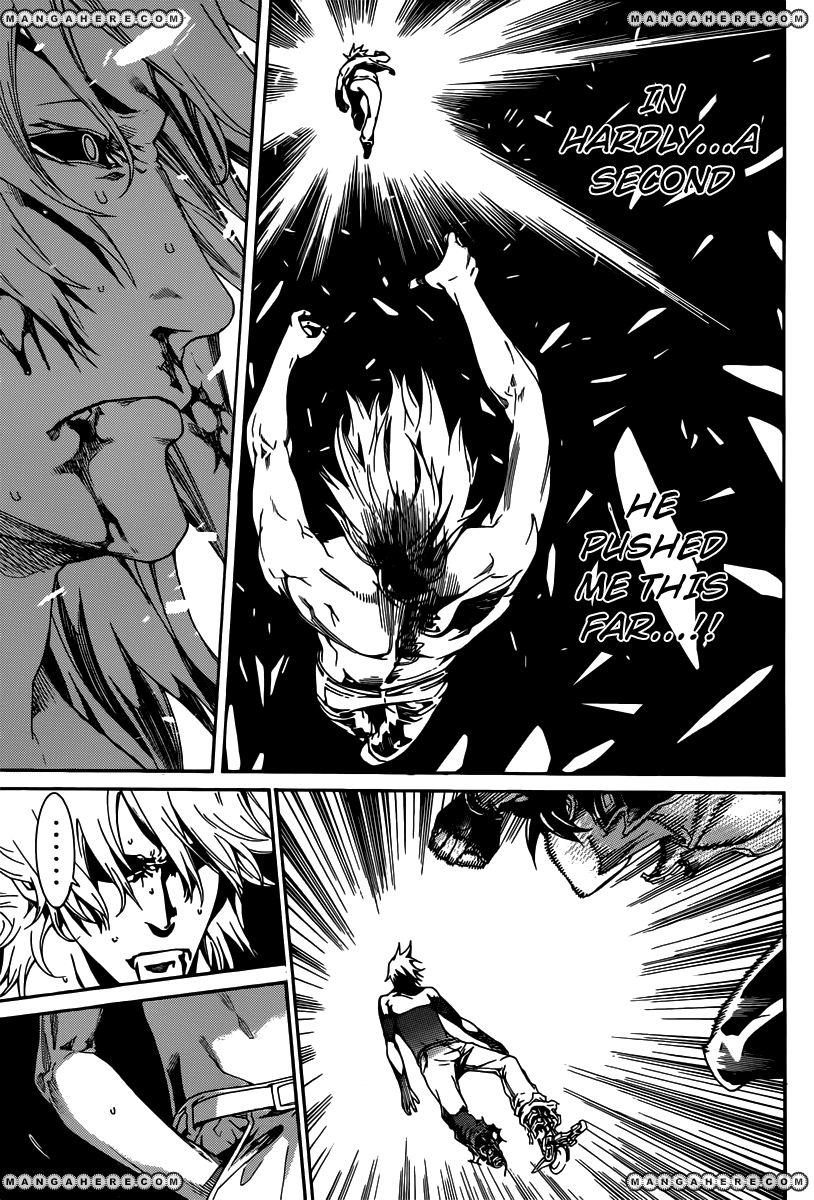 MANGAHERE.COM
MANGAHERE.COM
IN
HARDLY...A
SECOND
HE
PUSHED
ME THIS
FAR...!!
......
MANGAHERE.COM
MANGAHERE.COM